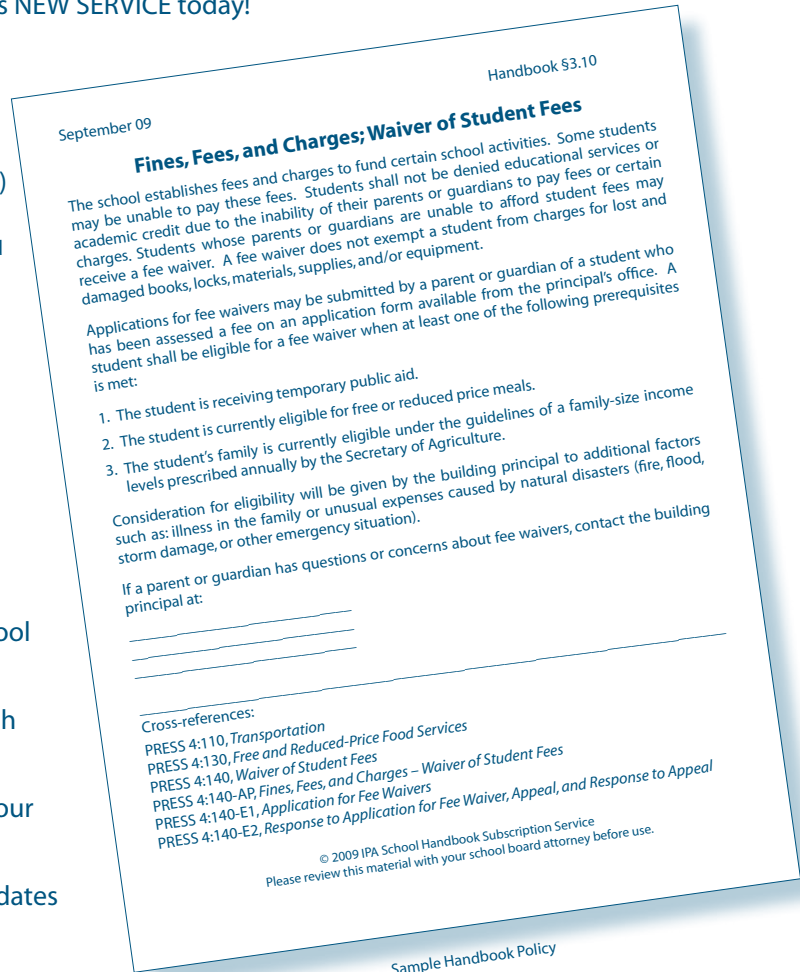 s NEW SERVICE today!
)
ool
h
our
dates
September 09
Handbook §3.10
Fines, Fees, and Charges; Waiver of Student Fees
The school establishes fees and charges to fund certain school activities. Some students
may be unable to pay these fees. Students shall not be denied educational services or
academic credit due to the inability of their parents or guardians to pay fees or certain
charges. Students whose parents or guardians are unable to afford student fees may
receive a fee waiver. A fee waiver does not exempt a student from charges for lost and
damaged books, locks, materials, supplies, and/or equipment.
Applications for fee waivers may be submitted by a parent or guardian of a student who
has been assessed a fee on an application form available from the principal's office. A
student shall be eligible for a fee waiver when at least one of the following prerequisites
is met:
1. The student is receiving temporary public aid.
2. The student is currently eligible for free or reduced price meals.
3. The student's family is currently eligible under the guidelines of a family-size income
levels prescribed annually by the Secretary of Agriculture.
Consideration for eligibility will be given by the building principal to additional factors
such as: illness in the family or unusual expenses caused by natural disasters (fire, flood,
storm damage, or other emergency situation).
If a parent or guardian has questions or concerns about fee waivers, contact the building
principal at:
Cross-references:
PRESS 4:110, Transportation
PRESS 4:130, Free and Reduced-Price Food Services
PRESS 4:140, Waiver of Student Fees
PRESS 4:140-AP, Fines, Fees, and Charges – Waiver of Student Fees
PRESS 4:140-E1, Application for Fee Waivers
PRESS 4:140-E2, Response to Application for Fee Waiver, Appeal, and Response to Appeal
© 2009 IPA School Handbook Subscription Service
Please review this material with your school board attorney before use.
Sample Handbook Policy